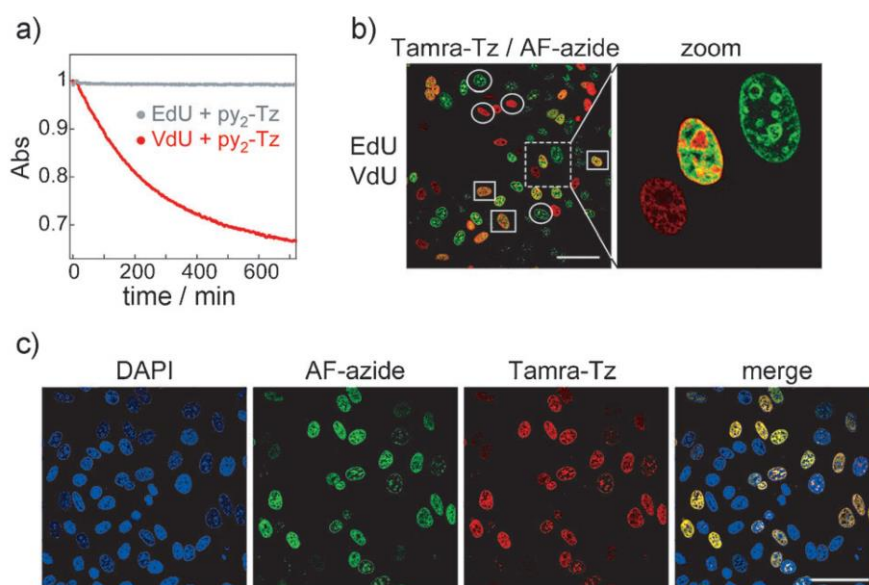 a)
Abs
1
0.9
0.8
0.7
EdU + py₂-Tz
VdU + py₂-Tz
0
200
400
600
time / min
b)
Tamra-Tz / AF-azide
zoom
EdU
VdU
c)
DAPI
AF-azide
Tamra-Tz
merge